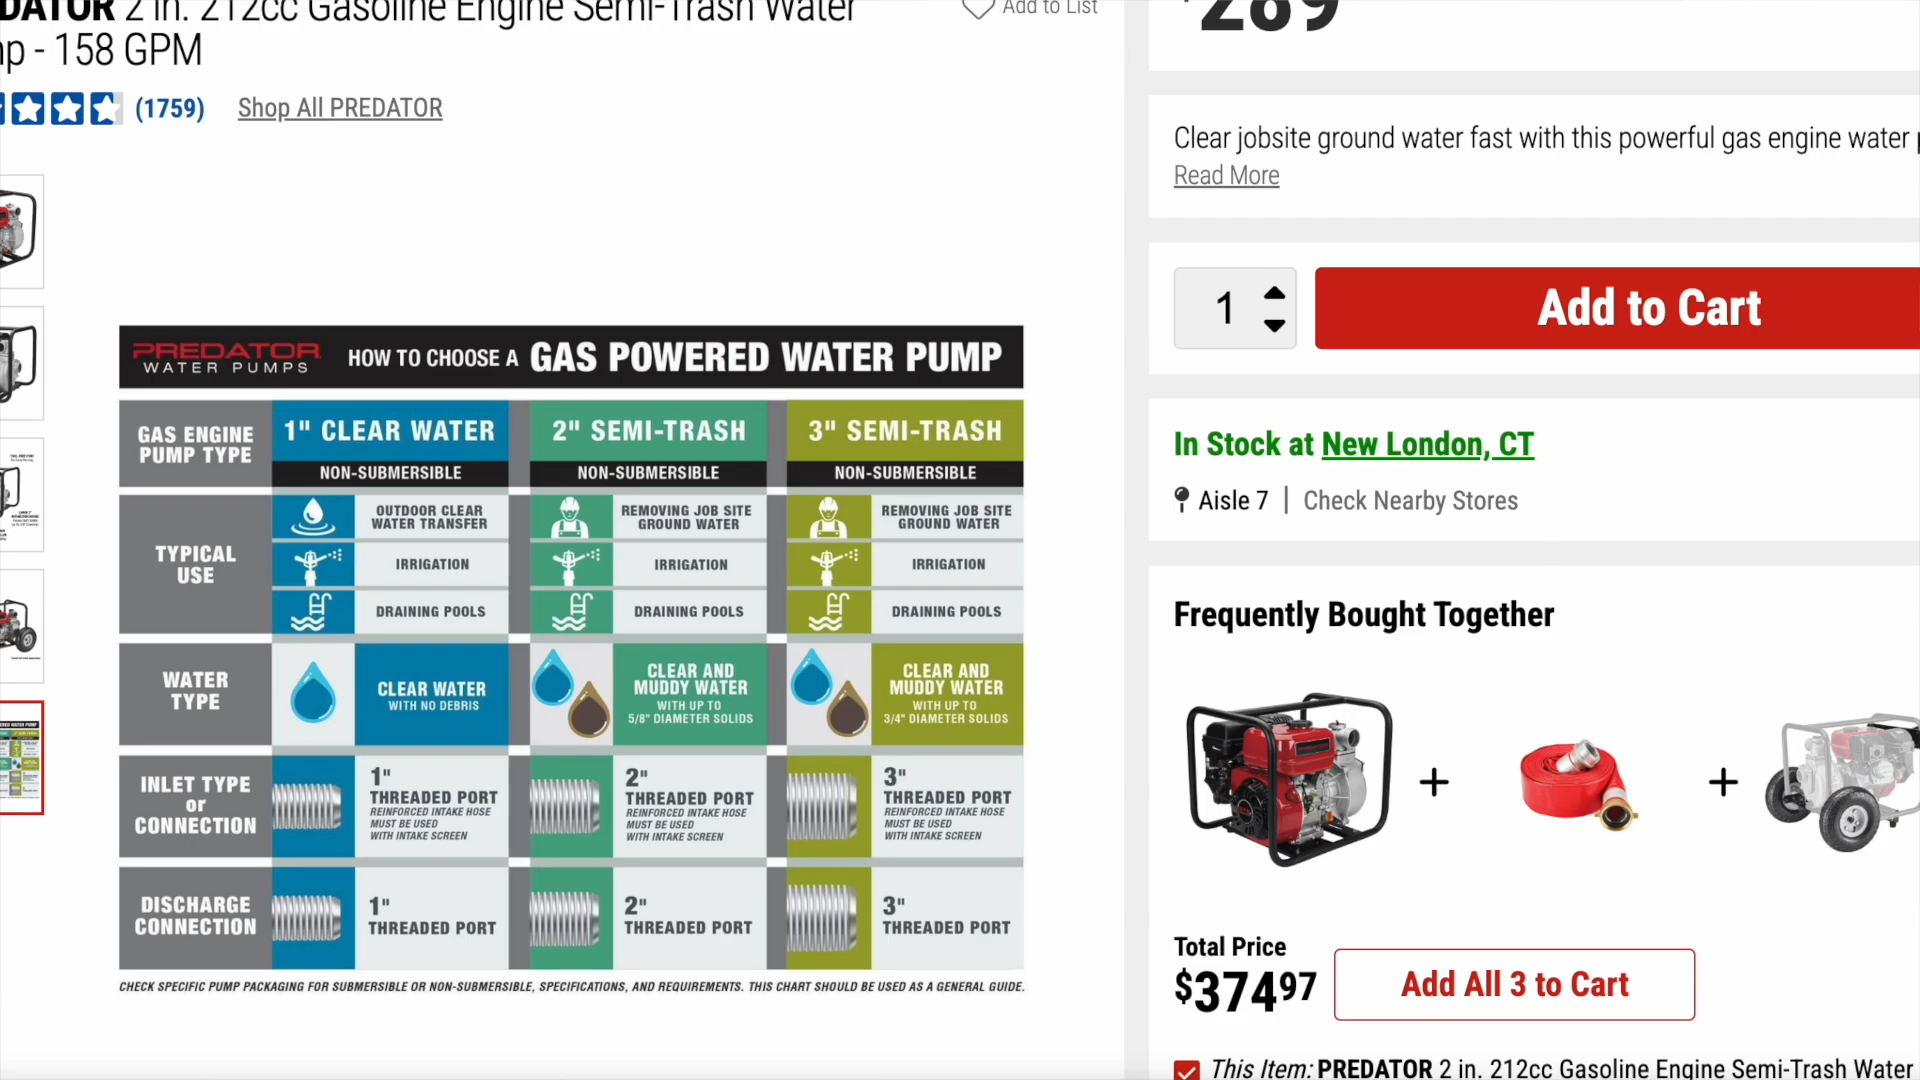 DATOR 2 in. 212cc Gasoline Engine Semi-Trash Water
mp - 158 GPM
(1759) Shop All PREDATOR
Add to List
PREDATOR
WATER PUMPS
HOW TO CHOOSE A GAS POWERED WATER PUMP
GAS ENGINE
PUMP TYPE
1" CLEAR WATER
NON-SUBMERSIBLE
2" SEMI-TRASH
NON-SUBMERSIBLE
3" SEMI-TRASH
NON-SUBMERSIBLE
TYPICAL
USE
OUTDOOR CLEAR
WATER TRANSFER
REMOVING JOB SITE
GROUND WATER
REMOVING JOB SITE
GROUND WATER
IRRIGATION
IRRIGATION
IRRIGATION
DRAINING POOLS
DRAINING POOLS
DRAINING POOLS
WATER
TYPE
CLEAR WATER
WITH NO DEBRIS
CLEAR AND
MUDDY WATER
WITH UP TO
5/8" DIAMETER SOLIDS
CLEAR AND
MUDDY WATER
WITH UP TO
3/4" DIAMETER SOLIDS
INLET TYPE
or
CONNECTION
1"
THREADED PORT
REINFORCED INTAKE HOSE
MUST BE USED
WITH INTAKE SCREEN
2"
THREADED PORT
REINFORCED INTAKE HOSE
MUST BE USED
WITH INTAKE SCREEN
3"
THREADED PORT
REINFORCED INTAKE HOSE
MUST BE USED
WITH INTAKE SCREEN
DISCHARGE
CONNECTION
1"
THREADED PORT
2"
THREADED PORT
3"
THREADED PORT
CHECK SPECIFIC PUMP PACKAGING FOR SUBMERSIBLE OR NON-SUBMERSIBLE, SPECIFICATIONS, AND REQUIREMENTS. THIS CHART SHOULD BE USED AS A GENERAL GUIDE.
$289
Clear jobsite ground water fast with this powerful gas engine water
Read More
1
Add to Cart
In Stock at New London, CT
Aisle 7 | Check Nearby Stores
Frequently Bought Together
+ +
Total Price
$374 97
Add All 3 to Cart
This Item: PREDATOR 2 in. 212cc Gasoline Engine Semi-Trash Water